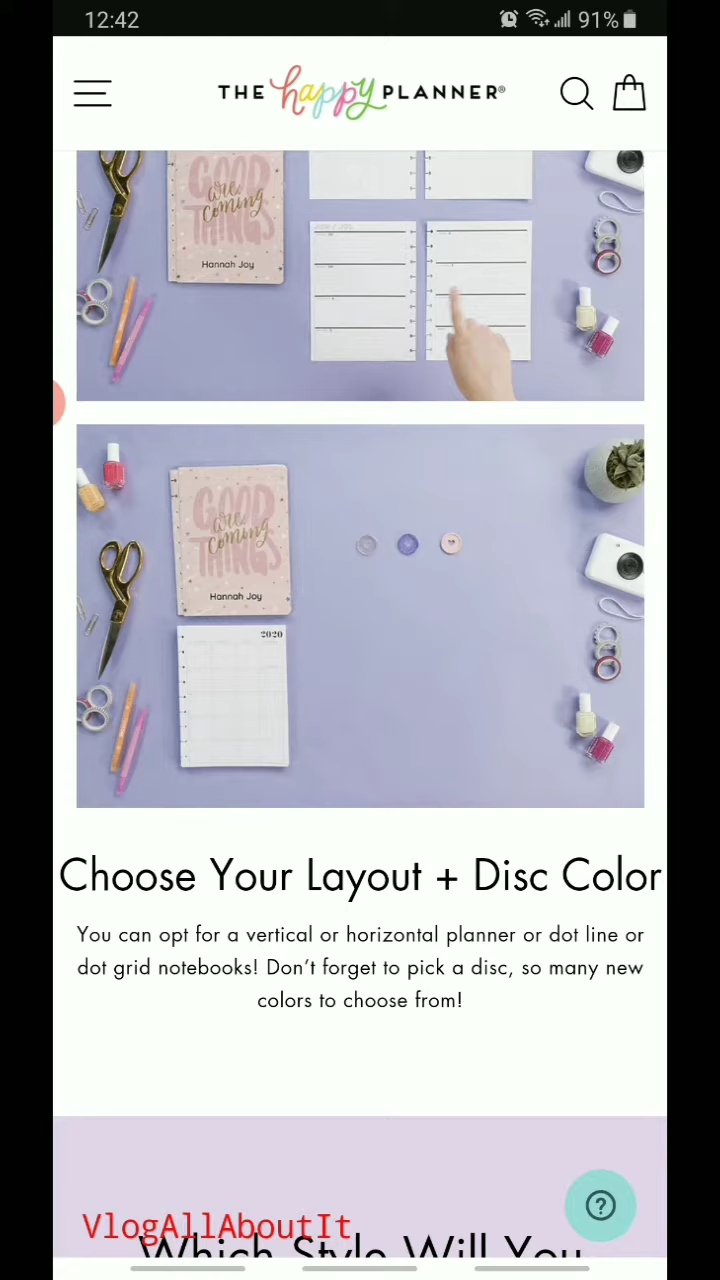 12:42
91%
THE happy PLANNER®
GOOD
are
coming
THINGS
Hannah Joy
GOOD
are
coming
THINGS
Hannah Joy
2020
Choose Your Layout + Disc Color
You can opt for a vertical or horizontal planner or dot line or
dot grid notebooks! Don't forget to pick a disc, so many new
colors to choose from!
?
VlogAllAboutIt
Which Style Will You